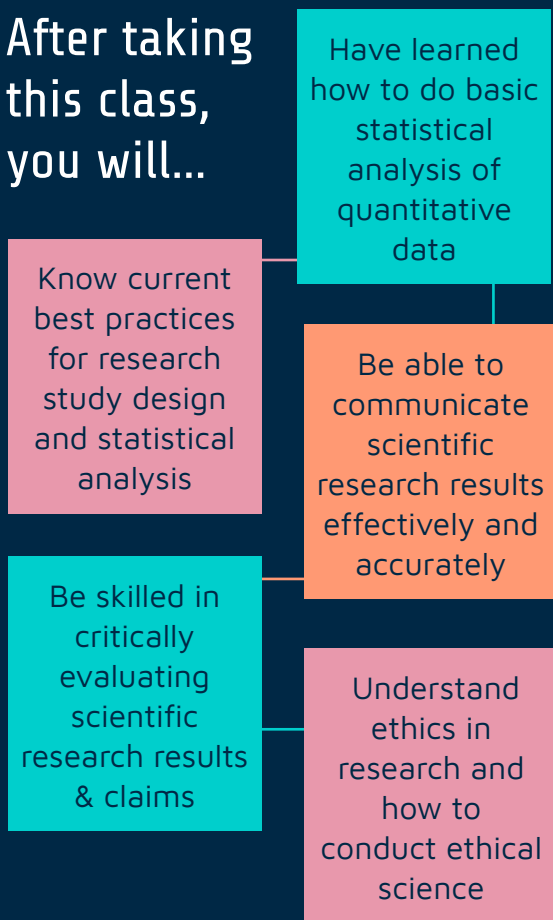 After taking
this class,
you will...
Have learned
how to do basic
statistical
analysis of
quantitative
data
Know current
best practices
for research
study design
and statistical
analysis
Be able to
communicate
scientific
research results
effectively and
accurately
Be skilled in
critically
evaluating
scientific
research results
& claims
Understand
ethics in
research and
how to
conduct ethical
science